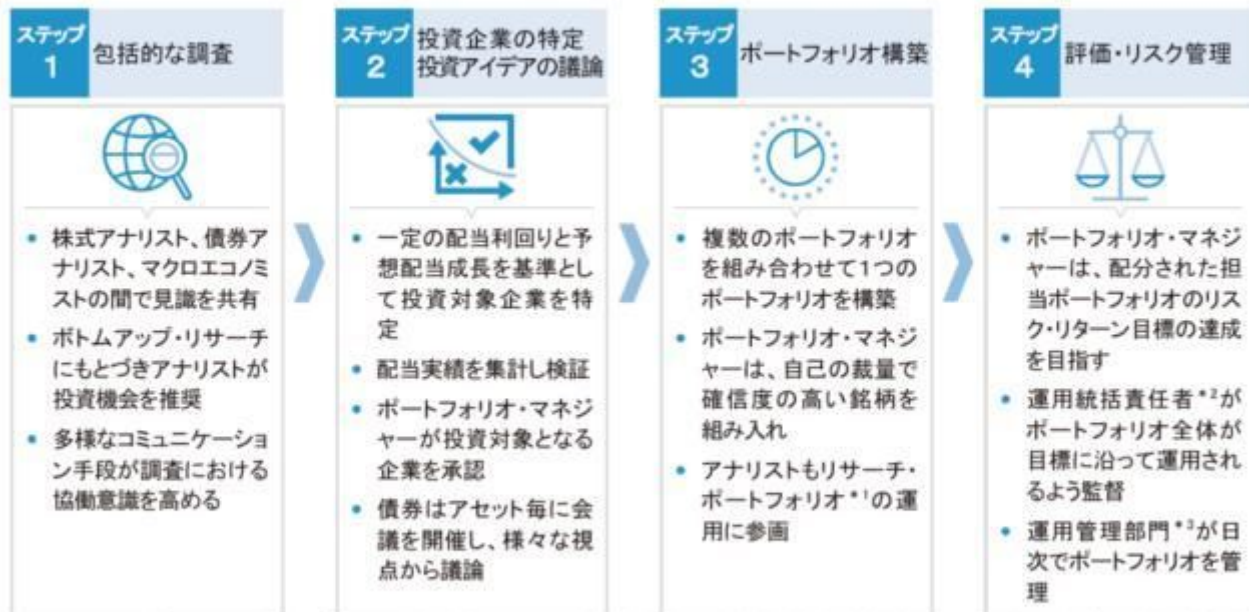 ステップ
1
包括的な調査
• 株式アナリスト、債券ア
ナリスト、マクロエコノミ
ストの間で見識を共有
• ボトムアップ・リサーチ
にもとづきアナリストが
投資機会を推奨
• 多様なコミュニケーショ
ン手段が調査における
協働意識を高める
ステップ
2
投資企業の特定
投資アイデアの議論
• 一定の配当利回りと予
想配当成長を基準とし
て投資対象企業を特
定
• 配当実績を集計し検証
• ポートフォリオ・マネジ
ャーが投資対象となる
企業を承認
• 債券はアセット毎に会
議を開催し、様々な視
点から議論
ステップ
3
ポートフォリオ構築
• 複数のポートフォリオ
を組み合わせて1つの
ポートフォリオを構築
• ポートフォリオ・マネジ
ャーは、自己の裁量で
確信度の高い銘柄を
組み入れ
• アナリストもリサーチ・
ポートフォリオ*1の運
用に参画
ステップ
4
評価・リスク管理
• ポートフォリオ・マネジ
ャーは、配分された担
当ポートフォリオのリス
ク・リターン目標の達成
を目指す
• 運用統括責任者*2が
ポートフォリオ全体が
目標に沿って運用され
るよう監督
• 運用管理部門*3が日
次でポートフォリオを管
理